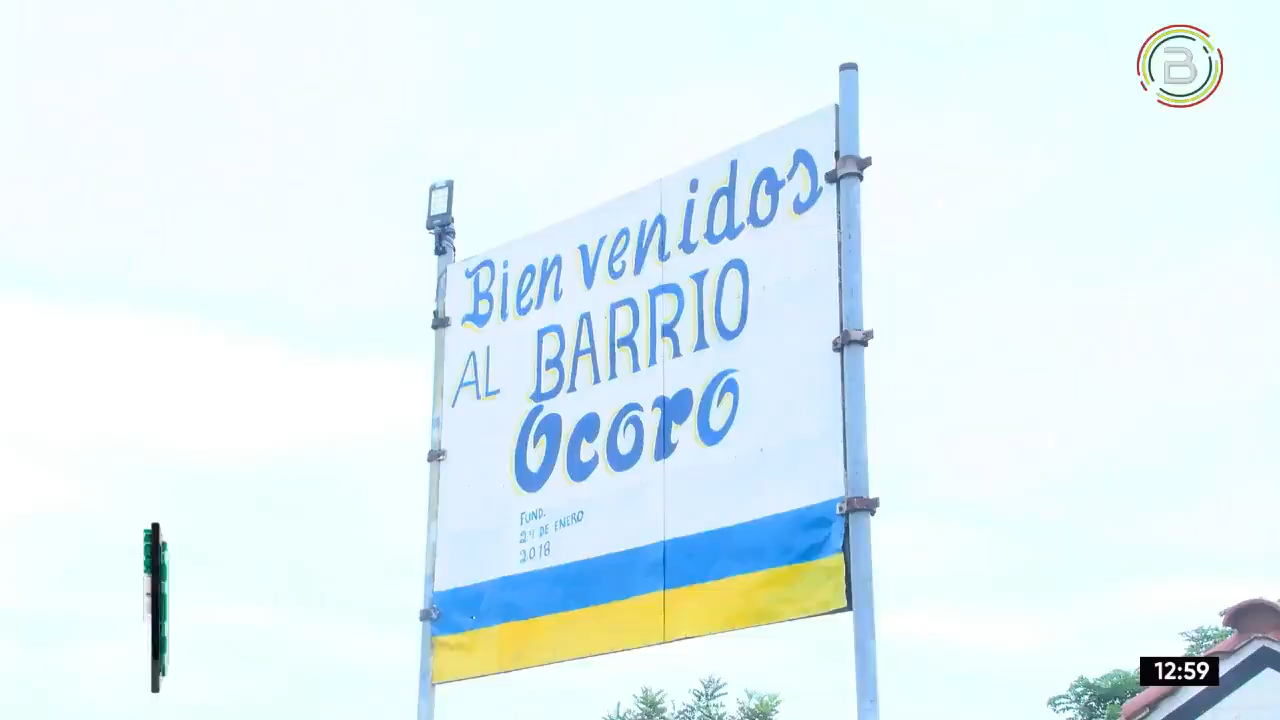 B
Bien venidos
AL BARRIO
Ocoro
FUND.
24 DE ENERO
2018
12:59